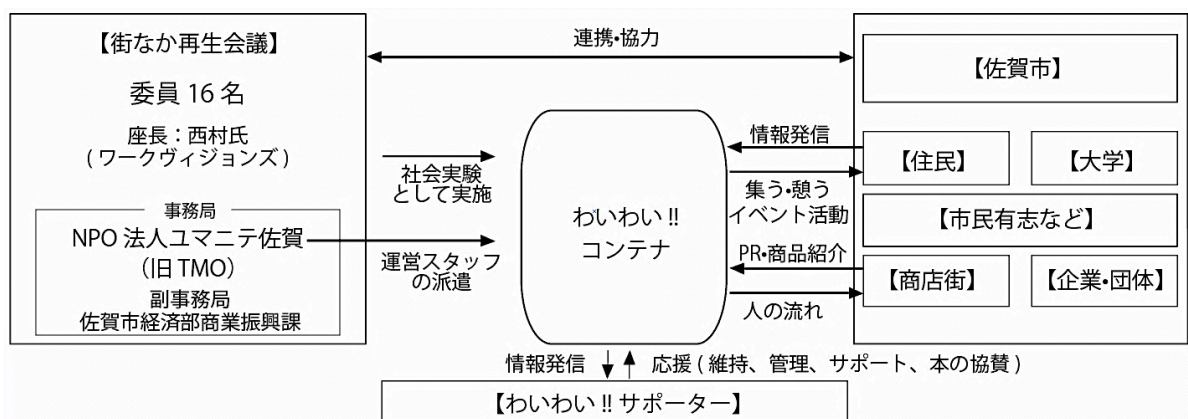 【街なか再生会議】
委員 16 名
座長：西村氏
( ワークヴィジョンズ )
事務局
NPO 法人ユマニテ佐賀
（旧 TMO）
副事務局
佐賀市経済部商業振興課
連携・協力
社会実験
として実施
運営スタッフ
の派遣
わいわい !!
コンテナ
情報発信
集う・憩う
イベント活動
PR・商品紹介
人の流れ
【佐賀市】
【住民】
【大学】
【市民有志など】
【商店街】
【企業・団体】
情報発信
応援 ( 維持、管理、サポート、本の協賛 )
【わいわい !! サポーター】